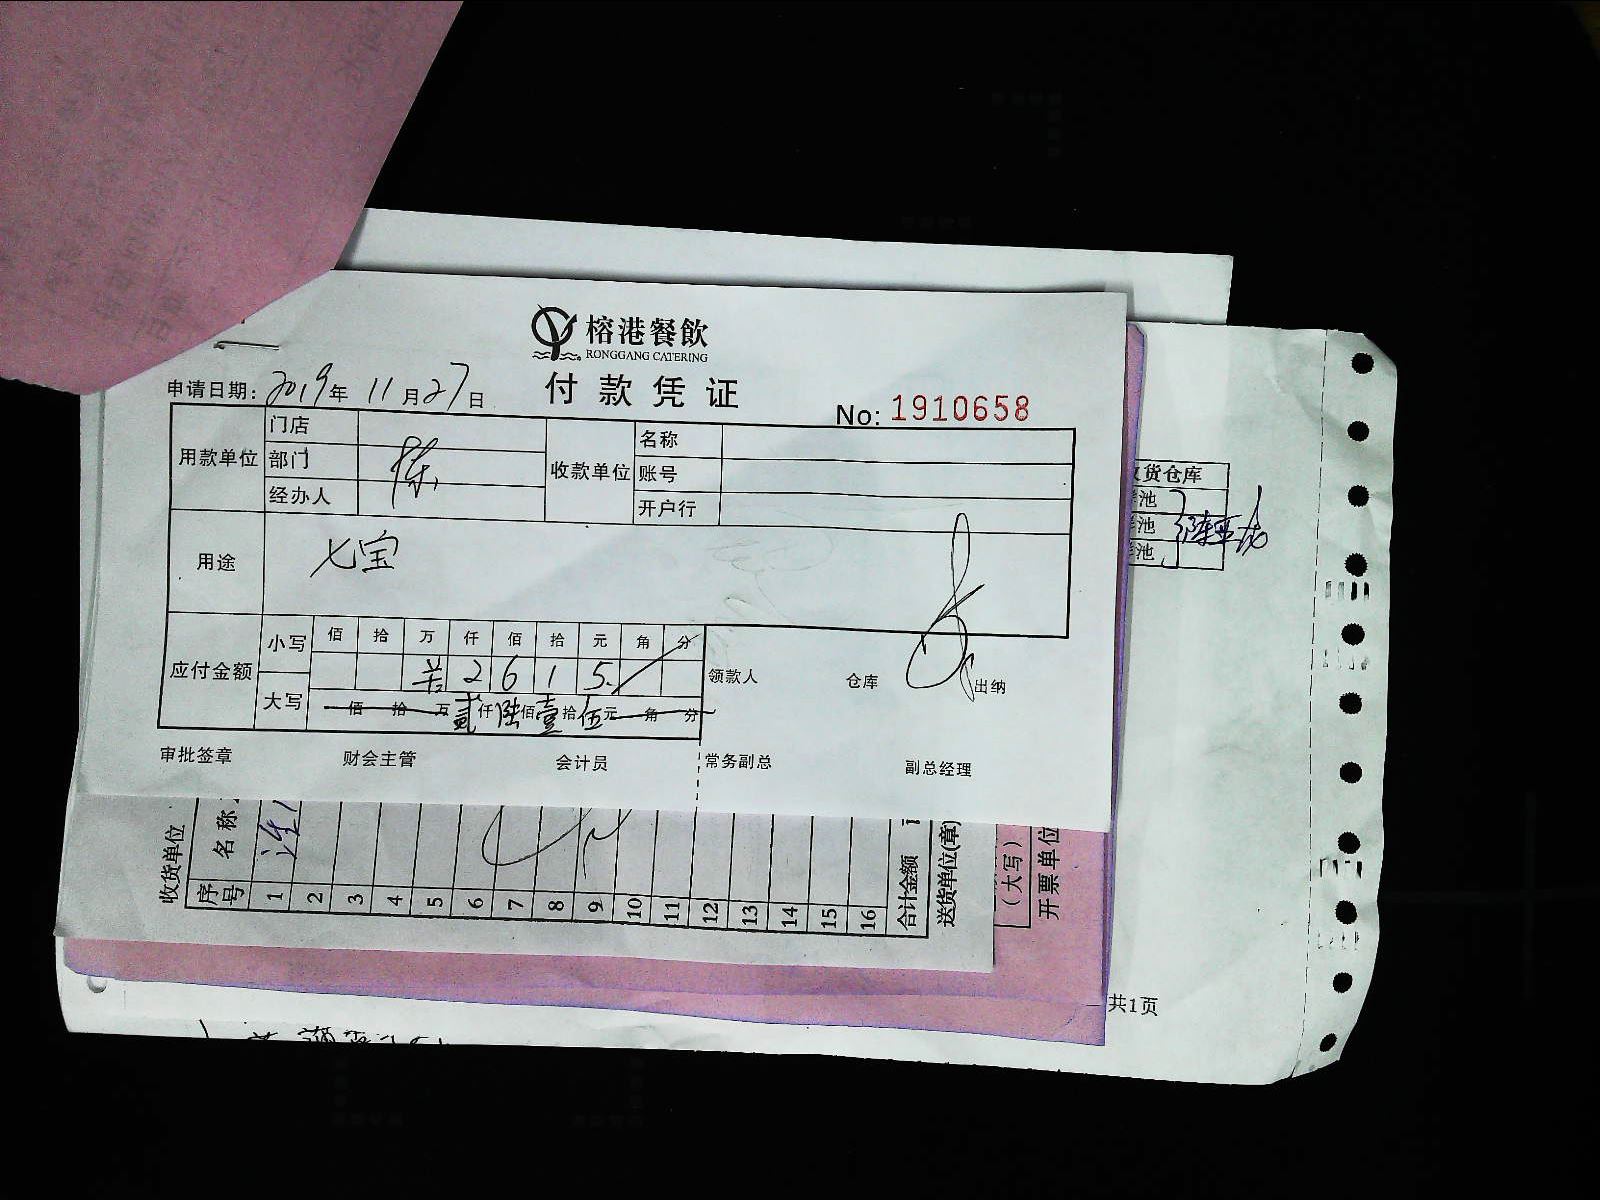 榕港餐飲
RONGGANG CATERING
付款凭证
申请日期: 2019年 11月27日
No: 1910658
用款单位 门店 部门 经办人 陈
收款单位 名称 账号 开户行
用途 七宝
应付金额 小写 佰 拾 万 仟 佰 拾 元 角 分
2 6 1 5.
大写 佰 拾 万 贰仟 陆佰 壹拾 伍元 角 分
领款人 仓库 出纳
审批签章 财会主管 会计员 常务副总 副总经理
货仓库
池
池
池
收货单位
序号 名称
1
2
3
4
5
6
7
8
9
10
11
12
13
14
15
16
合计金额
送货单位(章)
(大写)
开票单位
共1页